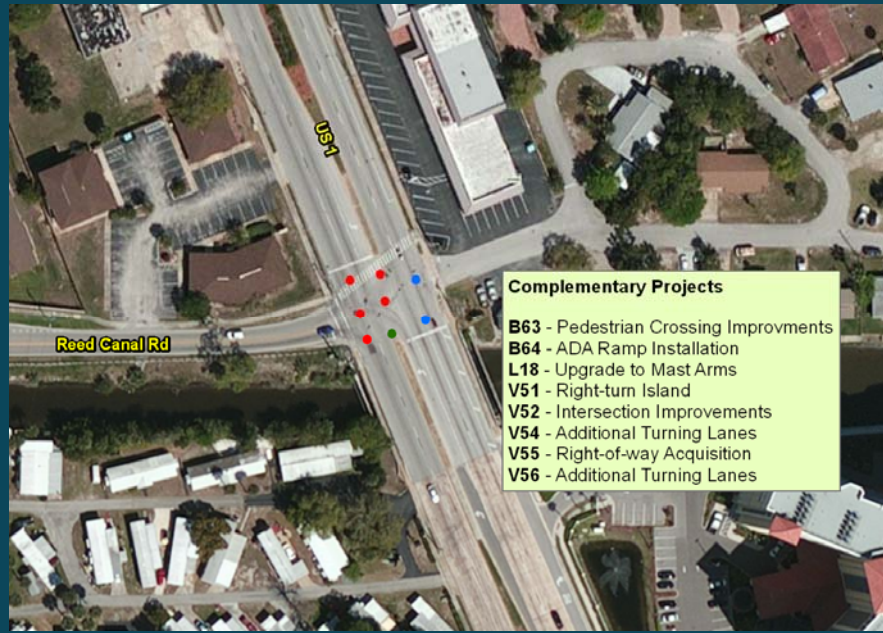 US 1
Reed Canal Rd
Complementary Projects
B63 - Pedestrian Crossing Improvments
B64 - ADA Ramp Installation
L18 - Upgrade to Mast Arms
V51 - Right-turn Island
V52 - Intersection Improvements
V54 - Additional Turning Lanes
V55 - Right-of-way Acquisition
V56 - Additional Turning Lanes